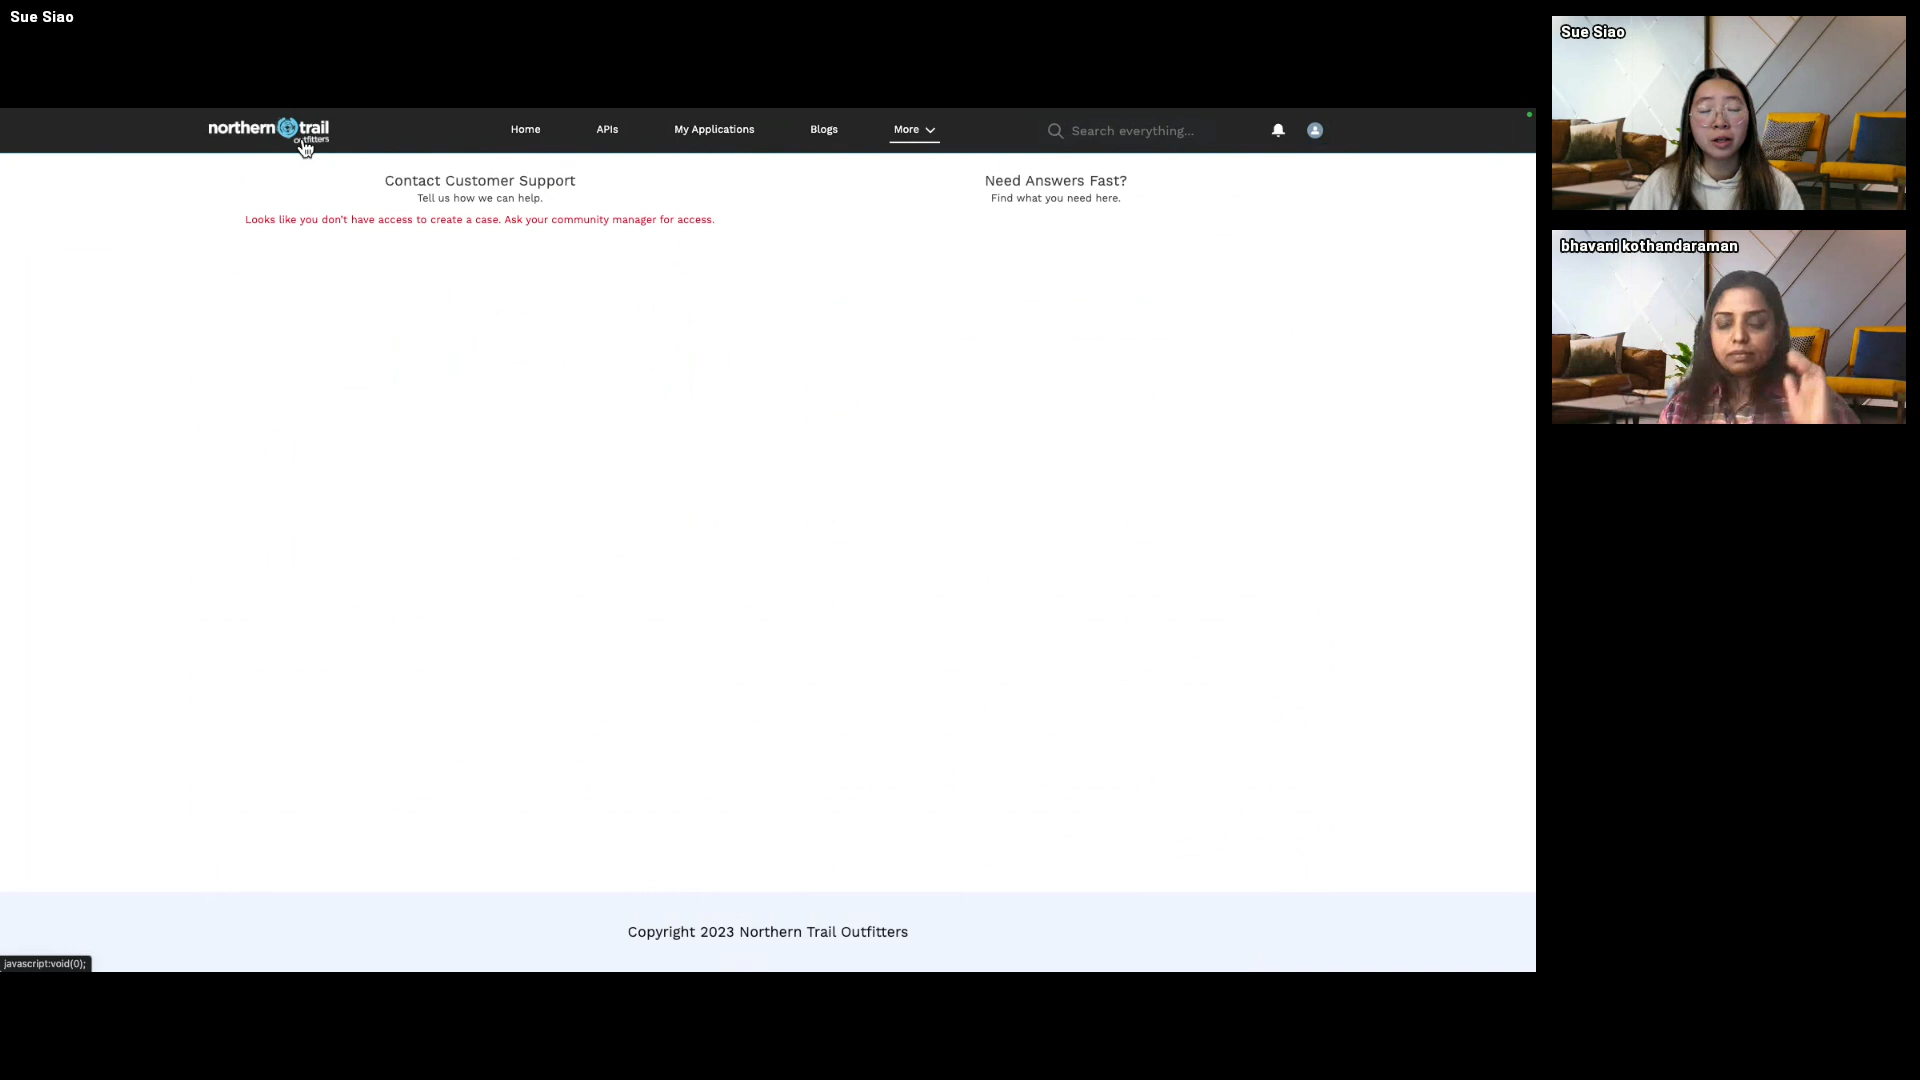 Sue Siao
northern trail
outfitters
Home
APIs
My Applications
Blogs
More
Search everything...
Contact Customer Support
Tell us how we can help.
Looks like you don't have access to create a case. Ask your community manager for access.
Need Answers Fast?
Find what you need here.
Copyright 2023 Northern Trail Outfitters
javascript:void(0);
Sue Siao
bhavani kothandaraman